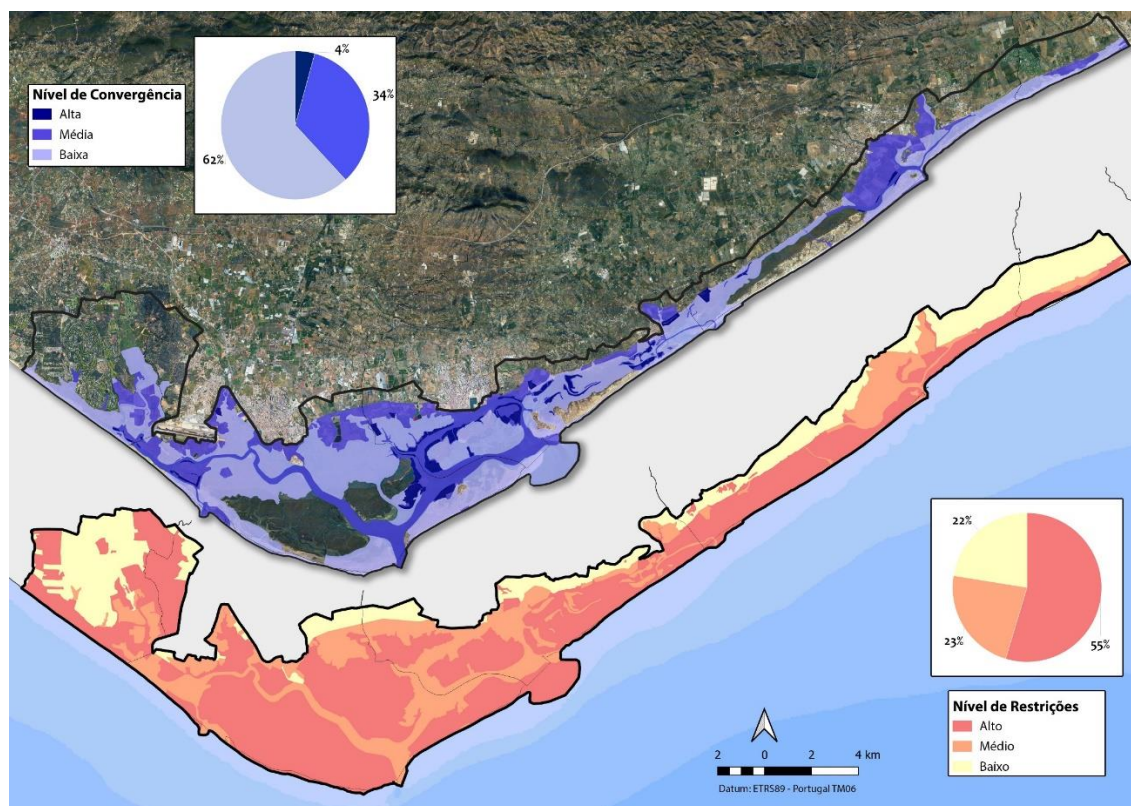 4%
34%
62%
Nível de Convergência
Alta
Média
Baixa
22%
23%
55%
Nível de Restrições
Alto
Médio
Baixo
2 0 2 4 km
Datum: ETRS89 - Portugal TM06